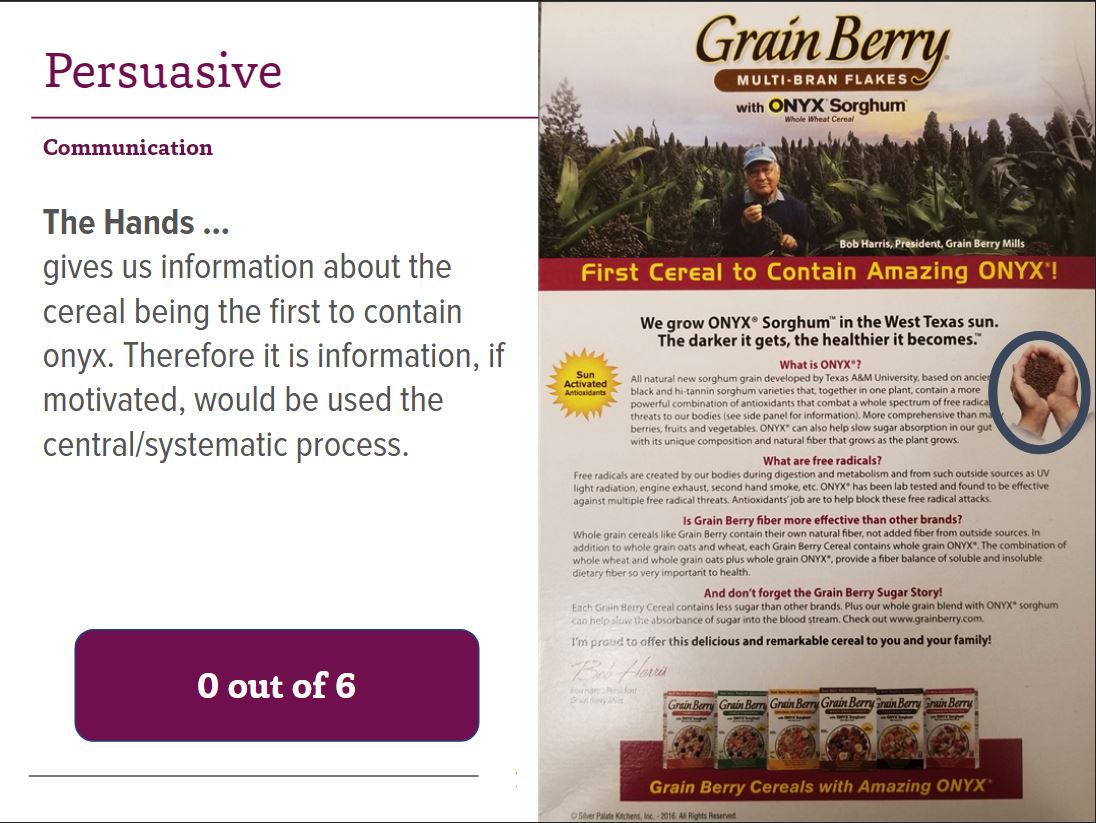 Persuasive
Communication
The Hands ...
gives us information about the
cereal being the first to contain
onyx. Therefore it is information, if
motivated, would be used the
central/systematic process.
0 out of 6
Grain Berry
MULTI-BRAN FLAKES
with ONYX™ Sorghum™
Whole Wheat Cereal
Bob Harris, President, Grain Berry Mills
First Cereal to Contain Amazing ONYX®!
We grow ONYX® Sorghum™ in the West Texas sun.
The darker it gets, the healthier it becomes.™
Sun
Activated
Antioxidants
What is ONYX®?
All natural new sorghum grain developed by Texas A&M University, based on
black and hi-tannin sorghum varieties that, together in one plant, contain a more
powerful combination of antioxidants that combat a whole spectrum of free
threats to our bodies (see side panel for information). More comprehensive than
berries, fruits and vegetables. ONYX® can also help slow sugar absorption in our gut
with its unique composition and natural fiber that grows as the plant grows.
What are free radicals?
Free radicals are created by our bodies during digestion and metabolism and from such outside sources as UV
light radiation, engine exhaust, second hand smoke, etc. ONYX® has been lab tested and found to be effective
against multiple free radical threats. Antioxidants' job are to help block these free radical attacks.
Is Grain Berry fiber more effective than other brands?
Whole grain cereals like Grain Berry contain their own natural fiber, not added fiber from outside sources. In
addition to whole grain oats and wheat, each Grain Berry Cereal contains whole grain ONYX®. The combination of
whole wheat and whole grain oats plus whole grain ONYX®, provide a fiber balance of soluble and insoluble
dietary fiber so very important to health.
And don't forget the Grain Berry Sugar Story!
Each Grain Berry Cereal contains less sugar than other brands. Plus our whole grain blend with ONYX® sorghum
can help slow the absorbance of sugar into the blood stream. Check out www.grainberry.com.
I'm proud to offer this delicious and remarkable cereal to you and your family!
Bob Harris
President
Grain Berry Mills
Grain Berry Grain Berry Grain Berry Grain Berry Grain Berry Grain Berry
Grain Berry Cereals with Amazing ONYX®
© Silver Palate Kitchens, Inc. - 2016. All Rights Reserved.